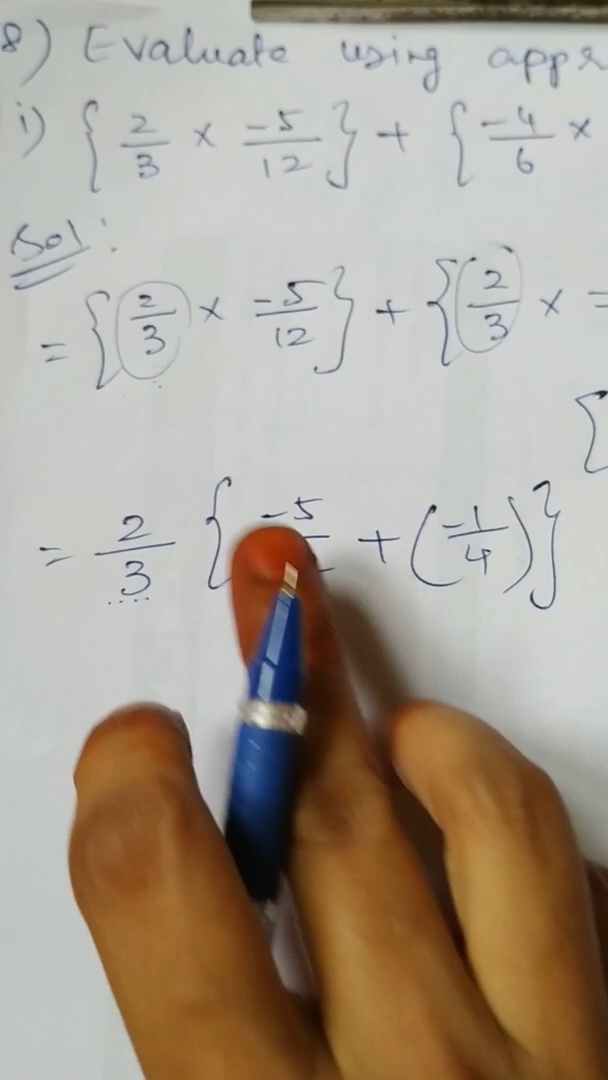 8) Evaluate using
i) { 2/3 × -5/12 } + { -4/6 ×
Sol:
= { 2/3 × -5/12 } + { 2/3 ×
[
= 2/3 { -5/ + ( -1/4 ) }